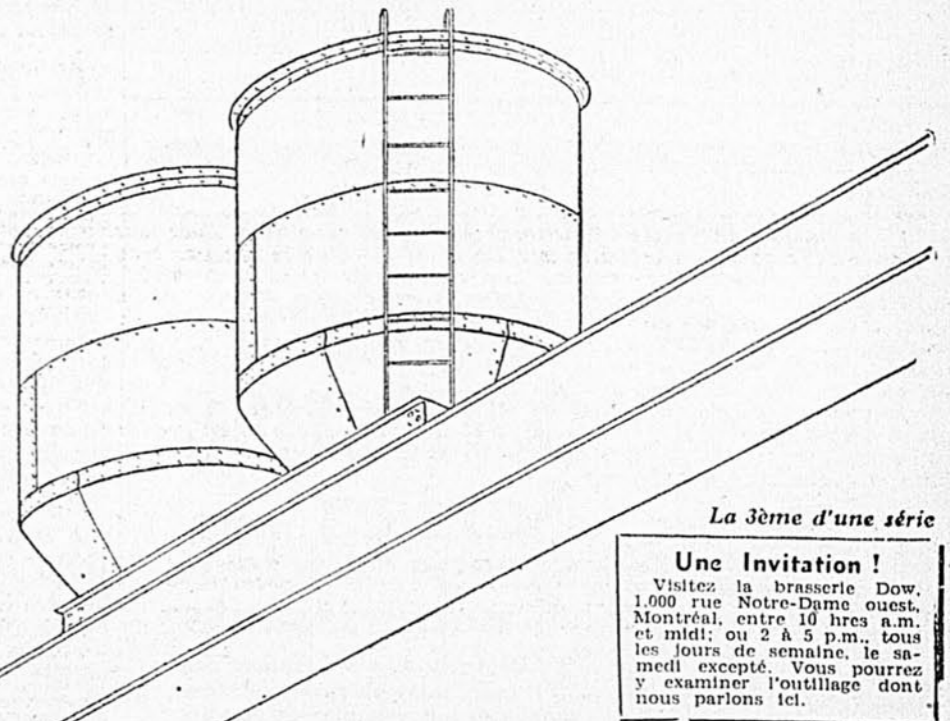 La 3ème d'une série
Une Invitation !
Visitez la brasserie Dow,
1.000 rue Notre-Dame ouest,
Montréal, entre 10 hres a.m.
et midi; ou 2 à 5 p.m., tous
les jours de semaine, le sa-
medi excepté. Vous pourrez
y examiner l'outillage dont
nous parlons ici.